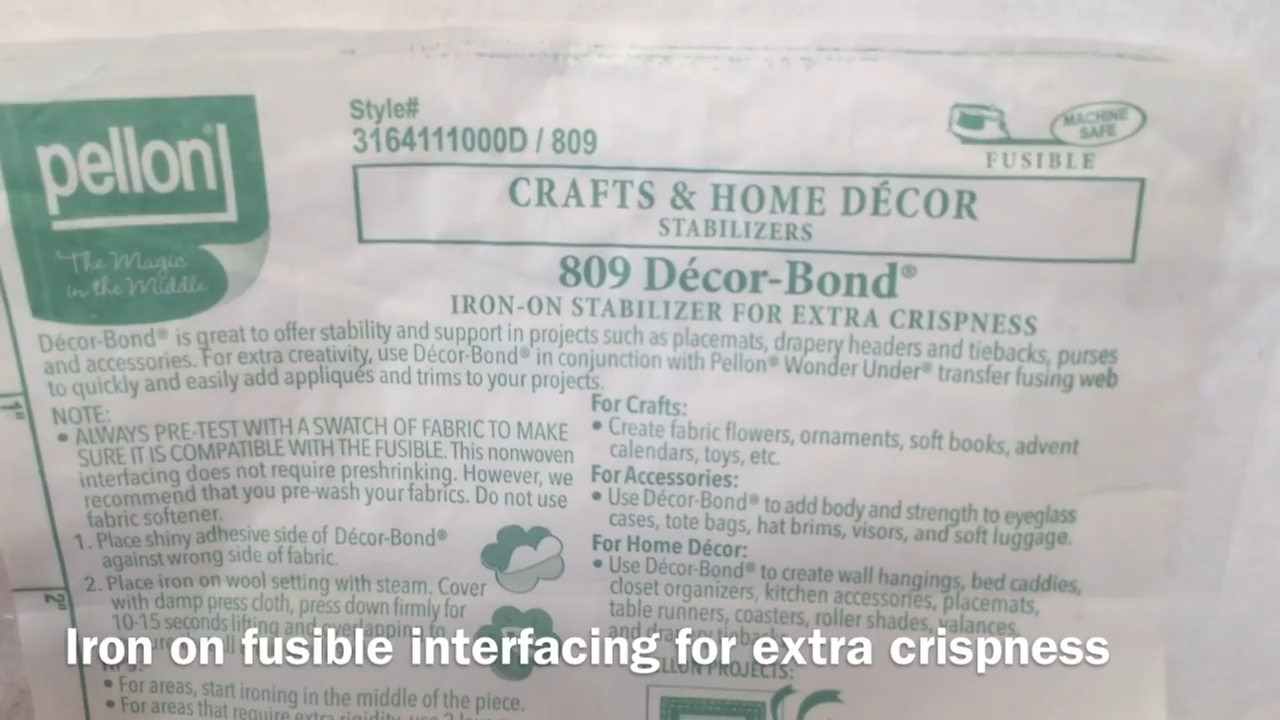 pellon®
The Magic
in the Middle
Style#
3164111000D / 809
MACHINE
SAFE
FUSIBLE
CRAFTS & HOME DÉCOR
STABILIZERS
809 Décor-Bond®
IRON-ON STABILIZER FOR EXTRA CRISPNESS
Décor-Bond® is great to offer stability and support in projects such as placemats, drapery headers and tiebacks, purses
and accessories. For extra creativity, use Décor-Bond® in conjunction with Pellon® Wonder Under® transfer fusing web
to quickly and easily add appliqués and trims to your projects.
NOTE:
• ALWAYS PRE-TEST WITH A SWATCH OF FABRIC TO MAKE
SURE IT IS COMPATIBLE WITH THE FUSIBLE. This nonwoven
interfacing does not require preshrinking. However, we
recommend that you pre-wash your fabrics. Do not use
fabric softener.
1. Place shiny adhesive side of Décor-Bond®
against wrong side of fabric.
2. Place iron on wool setting with steam. Cover
with damp press cloth, press down firmly for
10-15 seconds lifting and overlapping to
• For areas, start ironing in the middle of the piece.
• For areas that require extra rigidity, use 2
For Crafts:
• Create fabric flowers, ornaments, soft books, advent
calendars, toys, etc.
For Accessories:
• Use Décor-Bond® to add body and strength to eyeglass
cases, tote bags, hat brims, visors, and soft luggage.
For Home Décor:
• Use Décor-Bond® to create wall hangings, bed caddies,
closet organizers, kitchen accessories, placemats,
table runners, coasters, roller shades, valances,
and
PROJECTS:
1"
2"
Iron on fusible interfacing for extra crispness